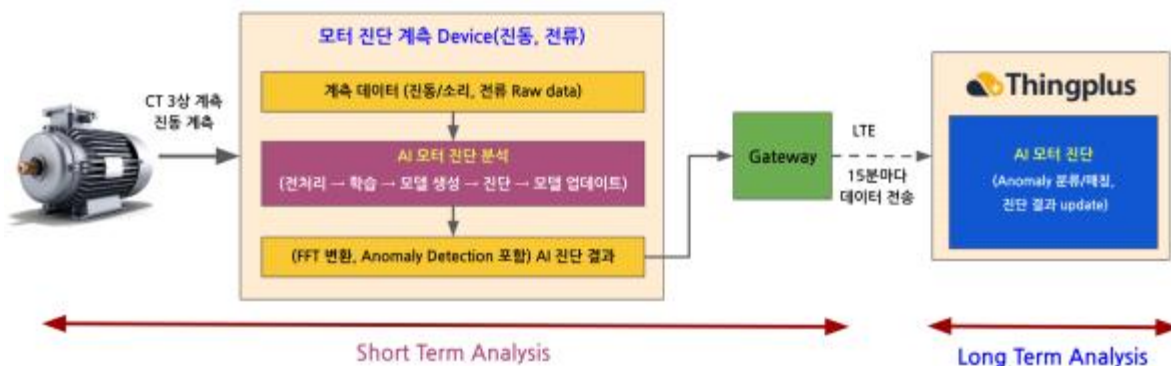 모터 진단 계측 Device(진동, 전류)
CT 3상 계측
진동 계측
계측 데이터 (진동/소리, 전류 Raw data)
AI 모터 진단 분석
(전처리 → 학습 → 모델 생성 → 진단 → 모델 업데이트)
(FFT 변환, Anomaly Detection 포함) AI 진단 결과
Gateway
LTE
15분마다
데이터 전송
Thingplus
AI 모터 진단
(Anomaly 분류/매칭,
진단 결과 update)
Short Term Analysis
Long Term Analysis